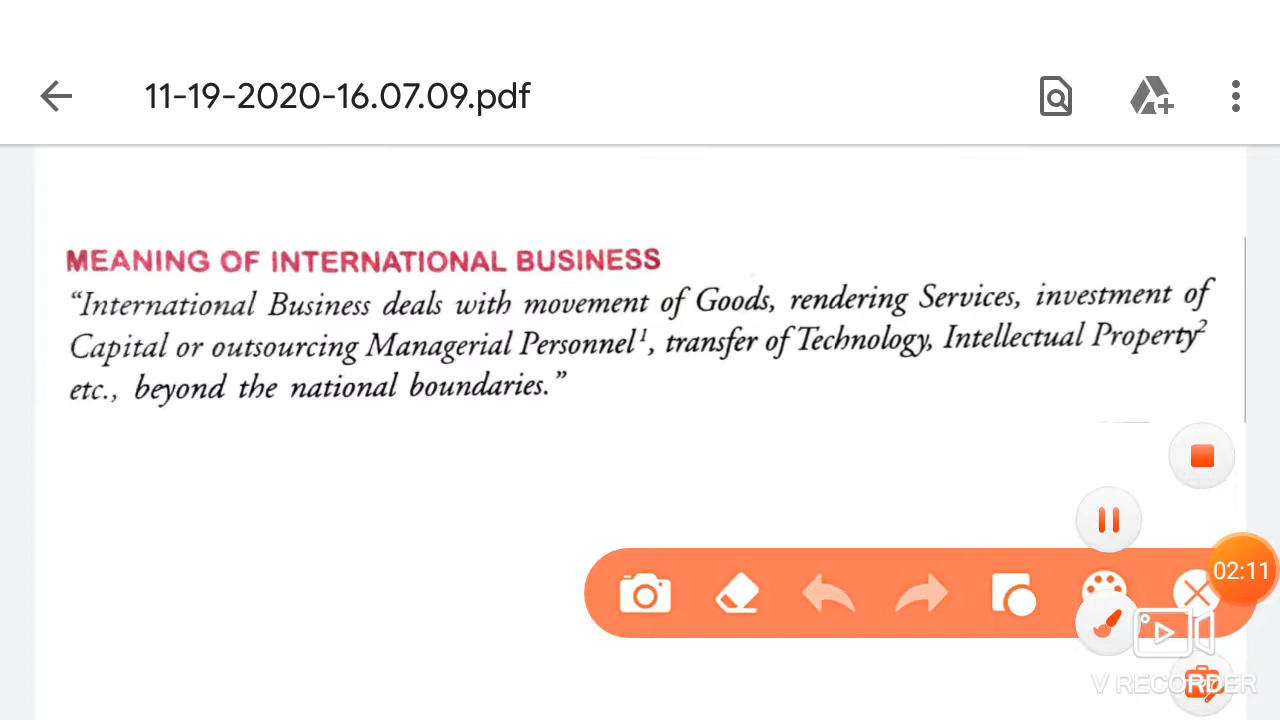 11-19-2020-16.07.09.pdf
MEANING OF INTERNATIONAL BUSINESS
“International Business deals with movement of Goods, rendering Services, investment of
Capital or outsourcing Managerial Personnel¹, transfer of Technology, Intellectual Property²
etc., beyond the national boundaries.”
02:11
V RECORDER